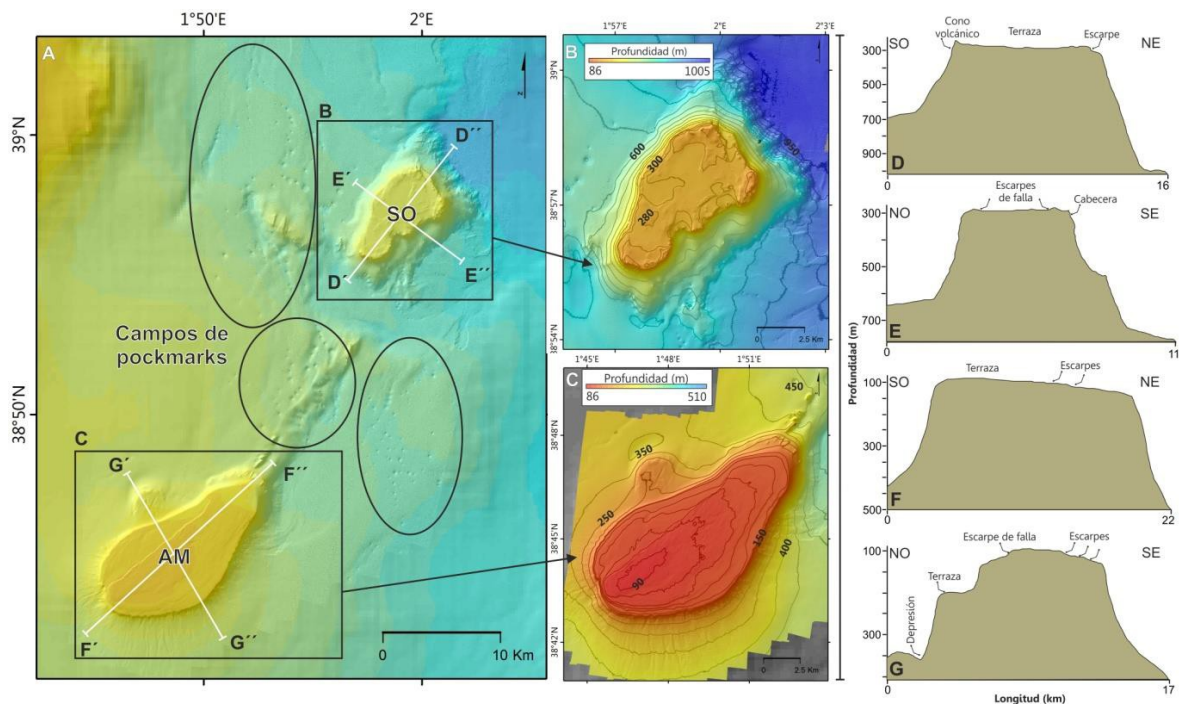 1°50' 2°
A
39°N
38°50'
B
D´´
E´
SO
E´´
D´
Campos de
pockmarks
C
G´
F´´
AM
F´
G´´
0 10 Km
1°57' 2° 2°3'E
B
Profundidad (m)
86 1005
39°N
38°57'N
38°54'N
600
300
280
950
0 2.5 Km
1°45' 1°48' 1°51'
C
Profundidad (m)
86 510
450
350
250
150
400
90
38°48'N
38°45'N
38°42'N
0 2.5 Km
Profundidad (m)
SO
Cono
volcánico
Terraza
Escarpe
NE
300
500
700
900
D
0 16
NO
Escarpes
de falla
Cabecera
SE
300
500
700
E
0 11
SO
Terraza
Escarpes
NE
100
200
300
400
500
F
0 22
NO
Escarpe de falla
Escarpes
SE
Terraza
Depresión
100
200
300
G
0 17
Longitud (km)